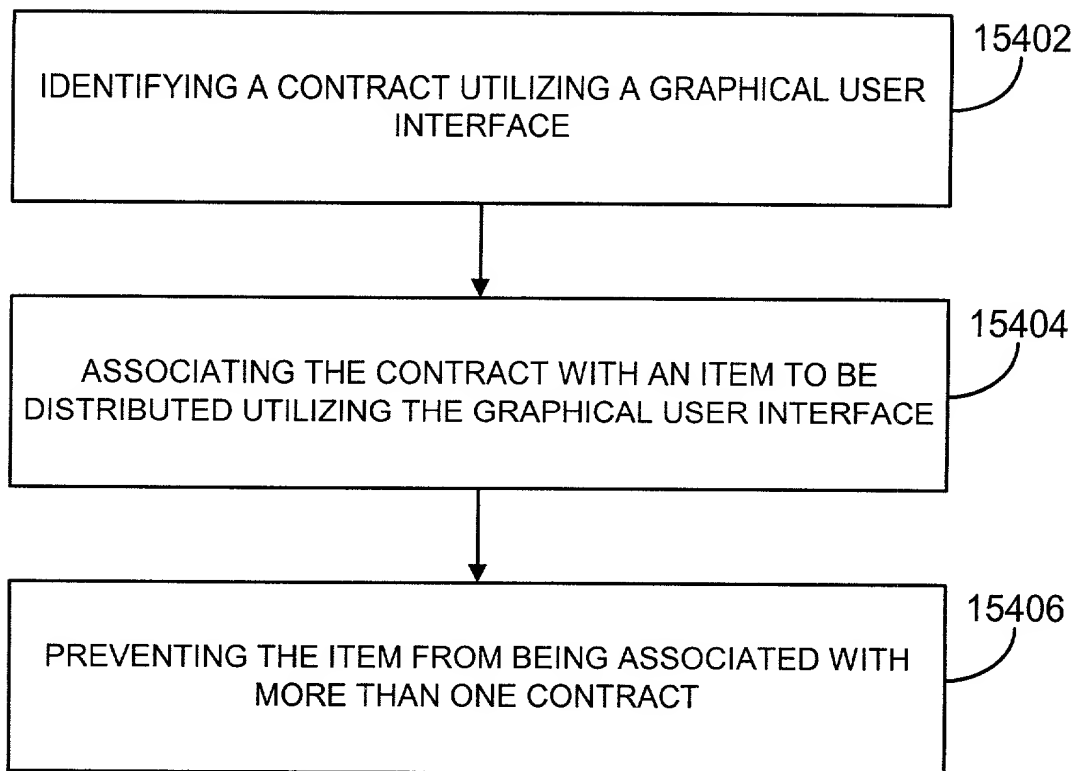 15402
IDENTIFYING A CONTRACT UTILIZING A GRAPHICAL USER
INTERFACE
15404
ASSOCIATING THE CONTRACT WITH AN ITEM TO BE
DISTRIBUTED UTILIZING THE GRAPHICAL USER INTERFACE
15406
PREVENTING THE ITEM FROM BEING ASSOCIATED WITH
MORE THAN ONE CONTRACT